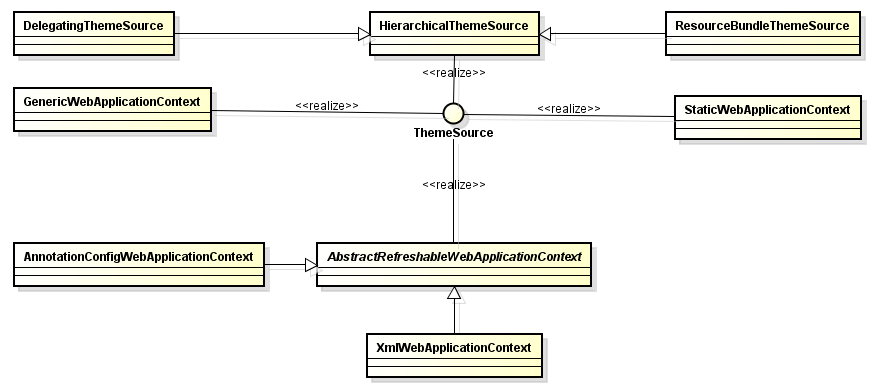 DelegatingThemeSource
HierarchicalThemeSource
ResourceBundleThemeSource
<<realize>>
GenericWebApplicationContext
<<realize>>
<<realize>>
StaticWebApplicationContext
ThemeSource
<<realize>>
AnnotationConfigWebApplicationContext
AbstractRefreshableWebApplicationContext
XmlWebApplicationContext